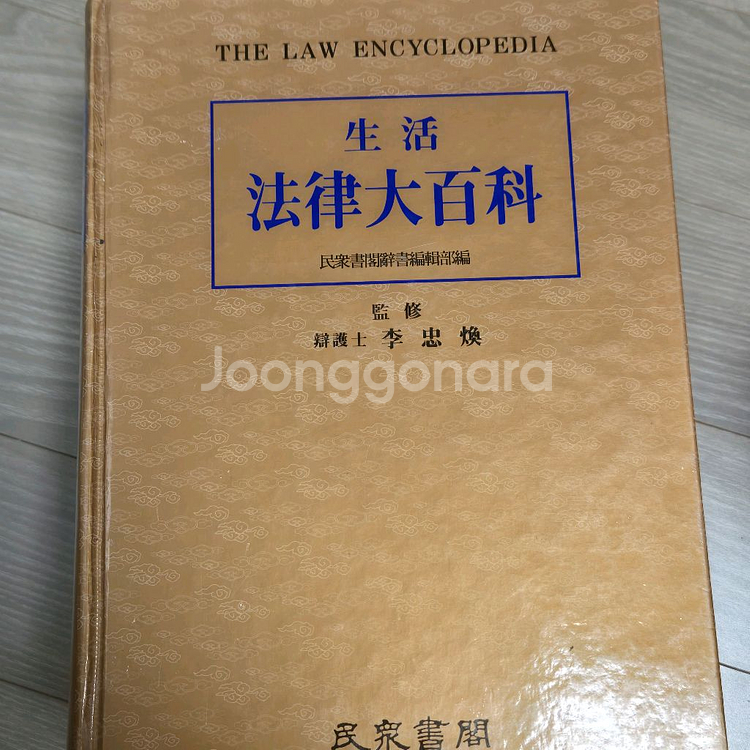 THE LAW ENCYCLOPEDIA
生活
法律大百科
民衆書閣辭書編輯部編
監修
辯護士 李忠煥
Joonggonara
民衆書閣